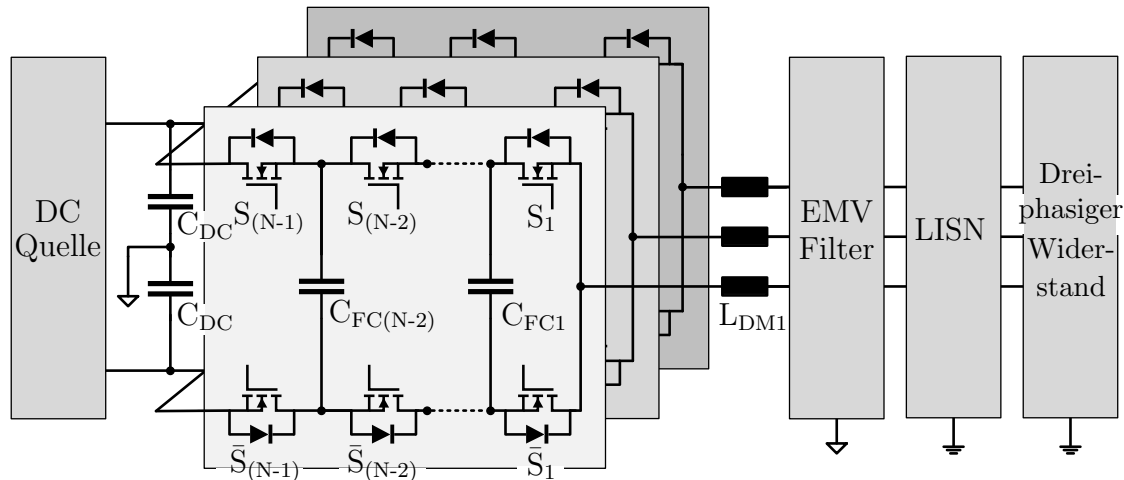 DC
Quelle
C_DC
C_DC
S_(N-1)
S_(N-2)
S_1
C_FC(N-2)
C_FC1
S̄_(N-1)
S̄_(N-2)
S̄_1
L_DM1
EMV
Filter
LISN
Drei-
phasiger
Wider-
stand